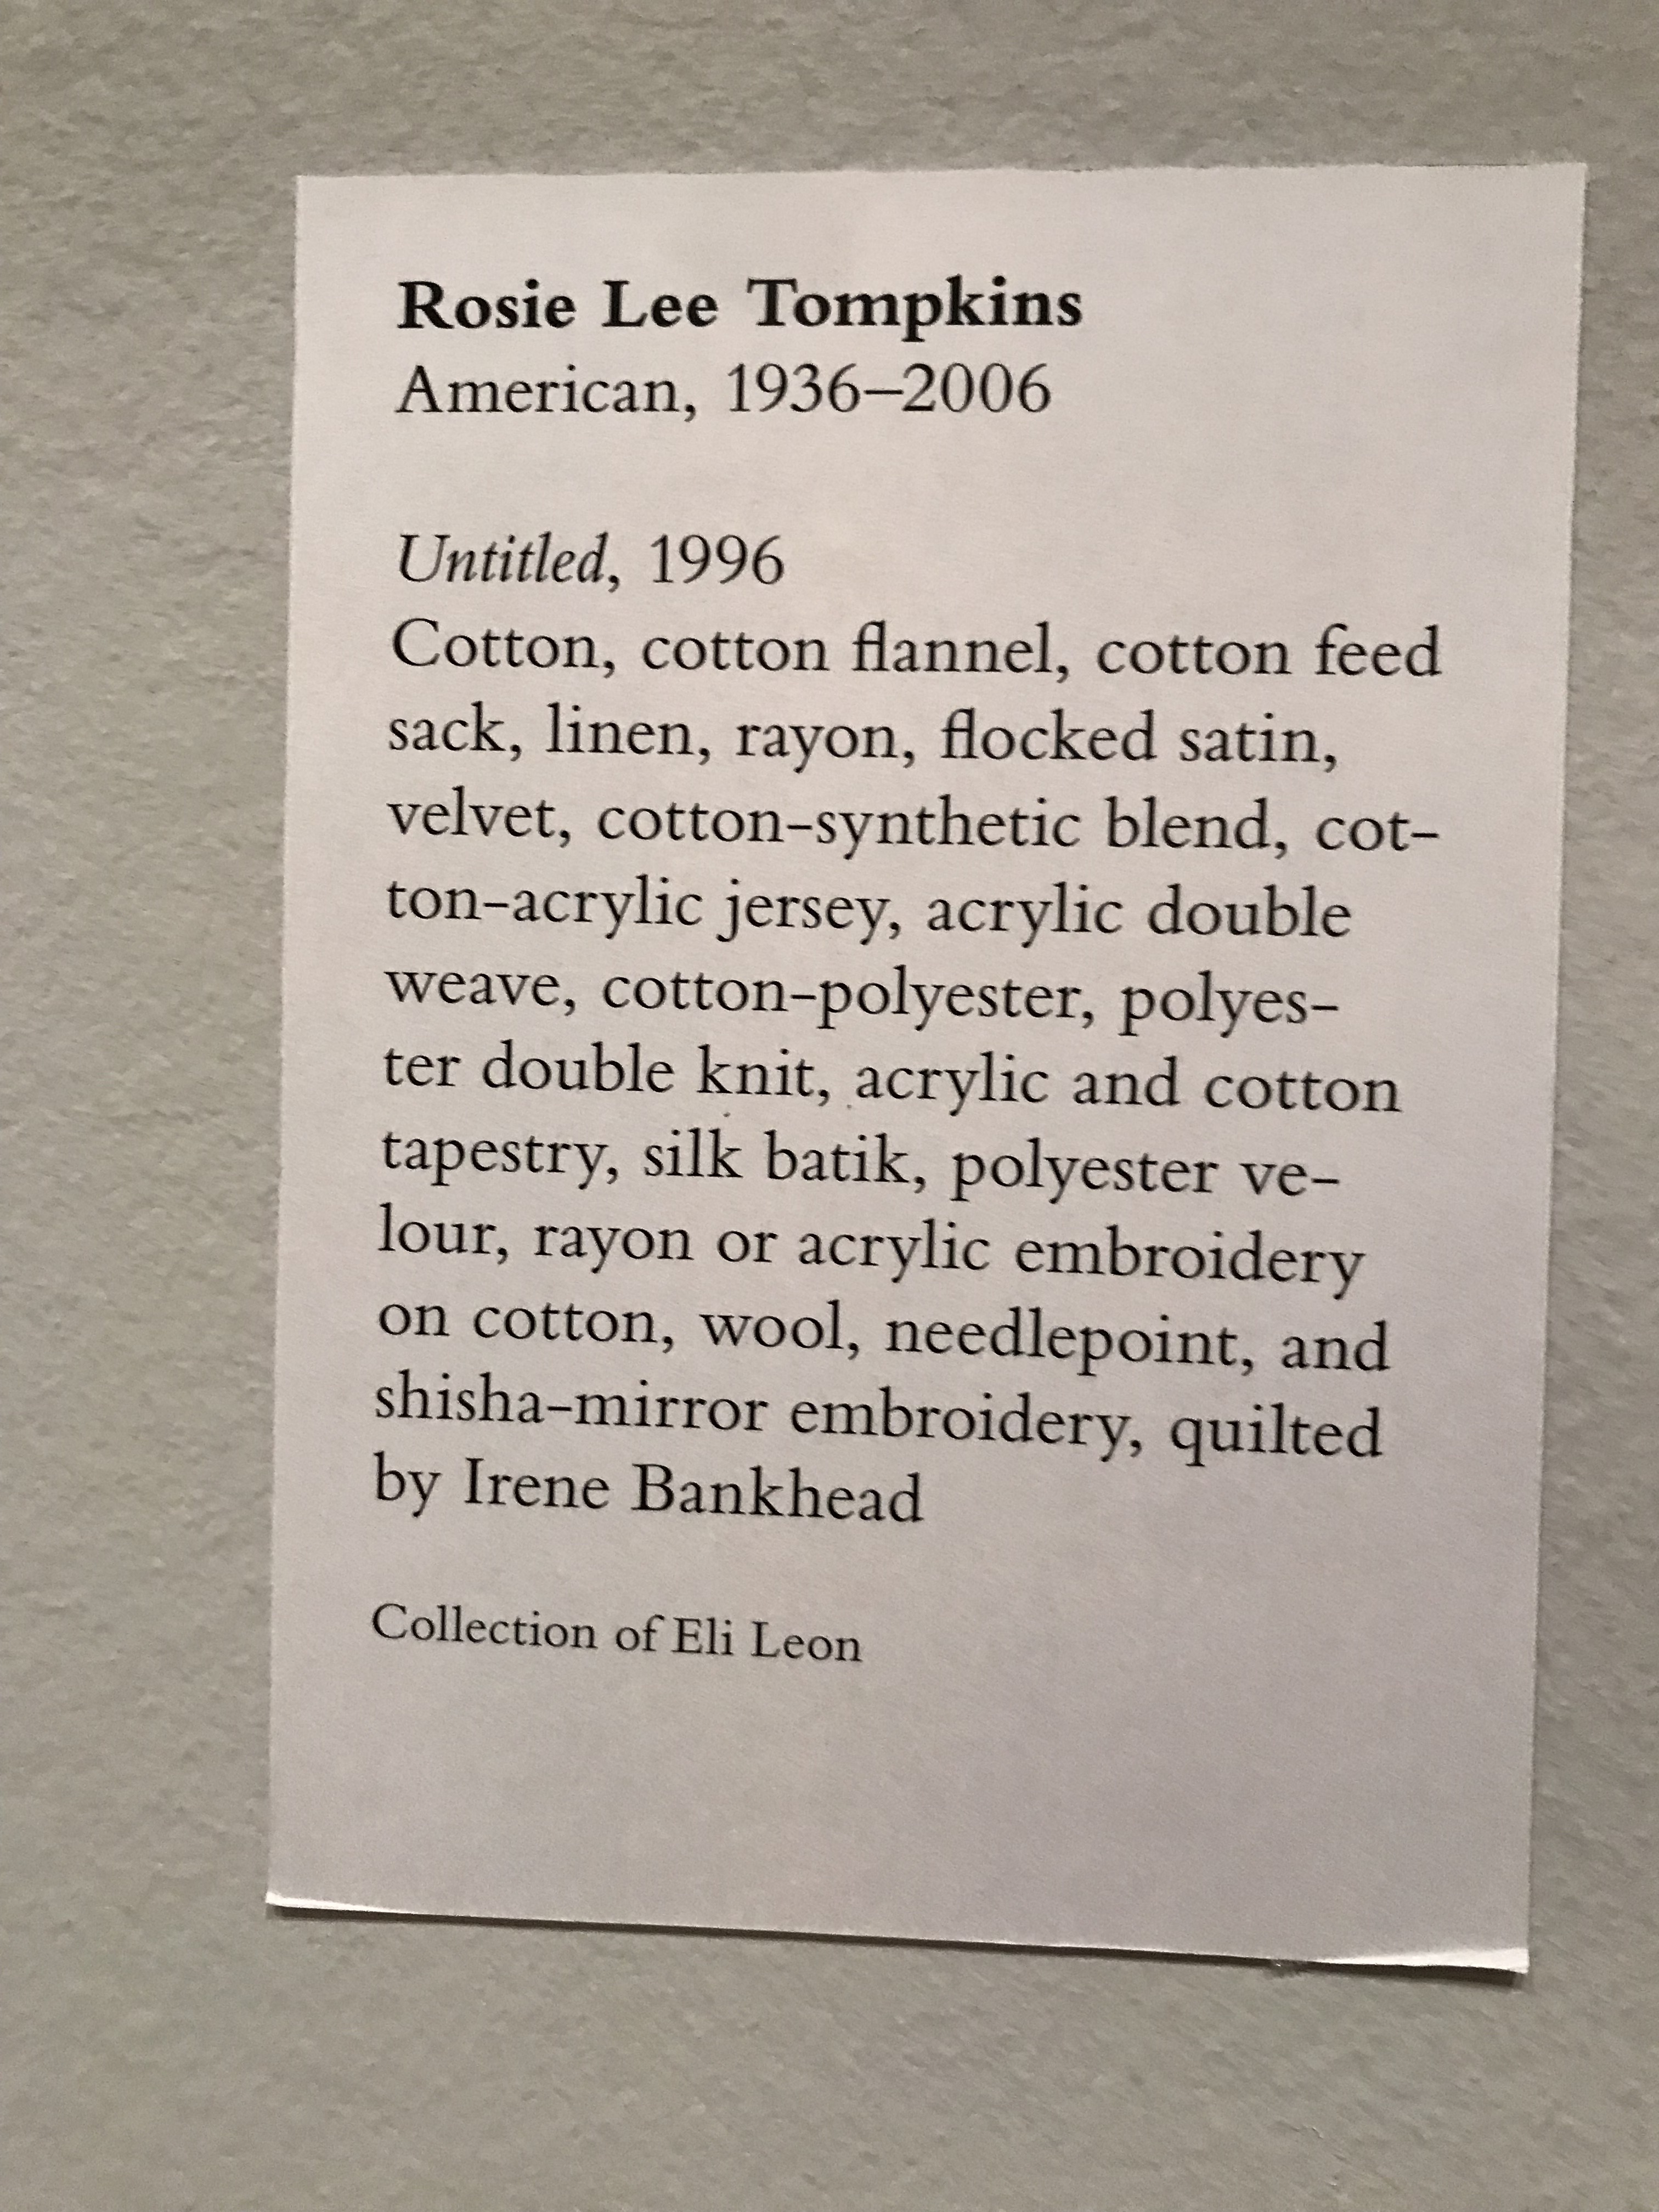 Rosie Lee Tompkins
American, 1936–2006
Untitled, 1996
Cotton, cotton flannel, cotton feed
sack, linen, rayon, flocked satin,
velvet, cotton-synthetic blend, cot-
ton-acrylic jersey, acrylic double
weave, cotton-polyester, polyes-
ter double knit, acrylic and cotton
tapestry, silk batik, polyester ve-
lour, rayon or acrylic embroidery
on cotton, wool, needlepoint, and
shisha-mirror embroidery, quilted
by Irene Bankhead
Collection of Eli Leon